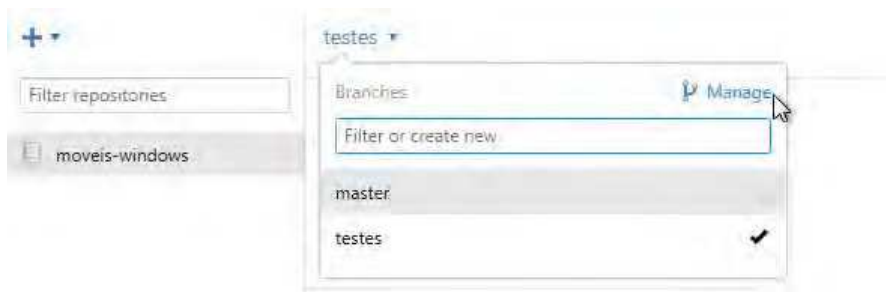 testes
Filter repositories
Branches
Manage
Filter or create new
moveis-windows
master
testes